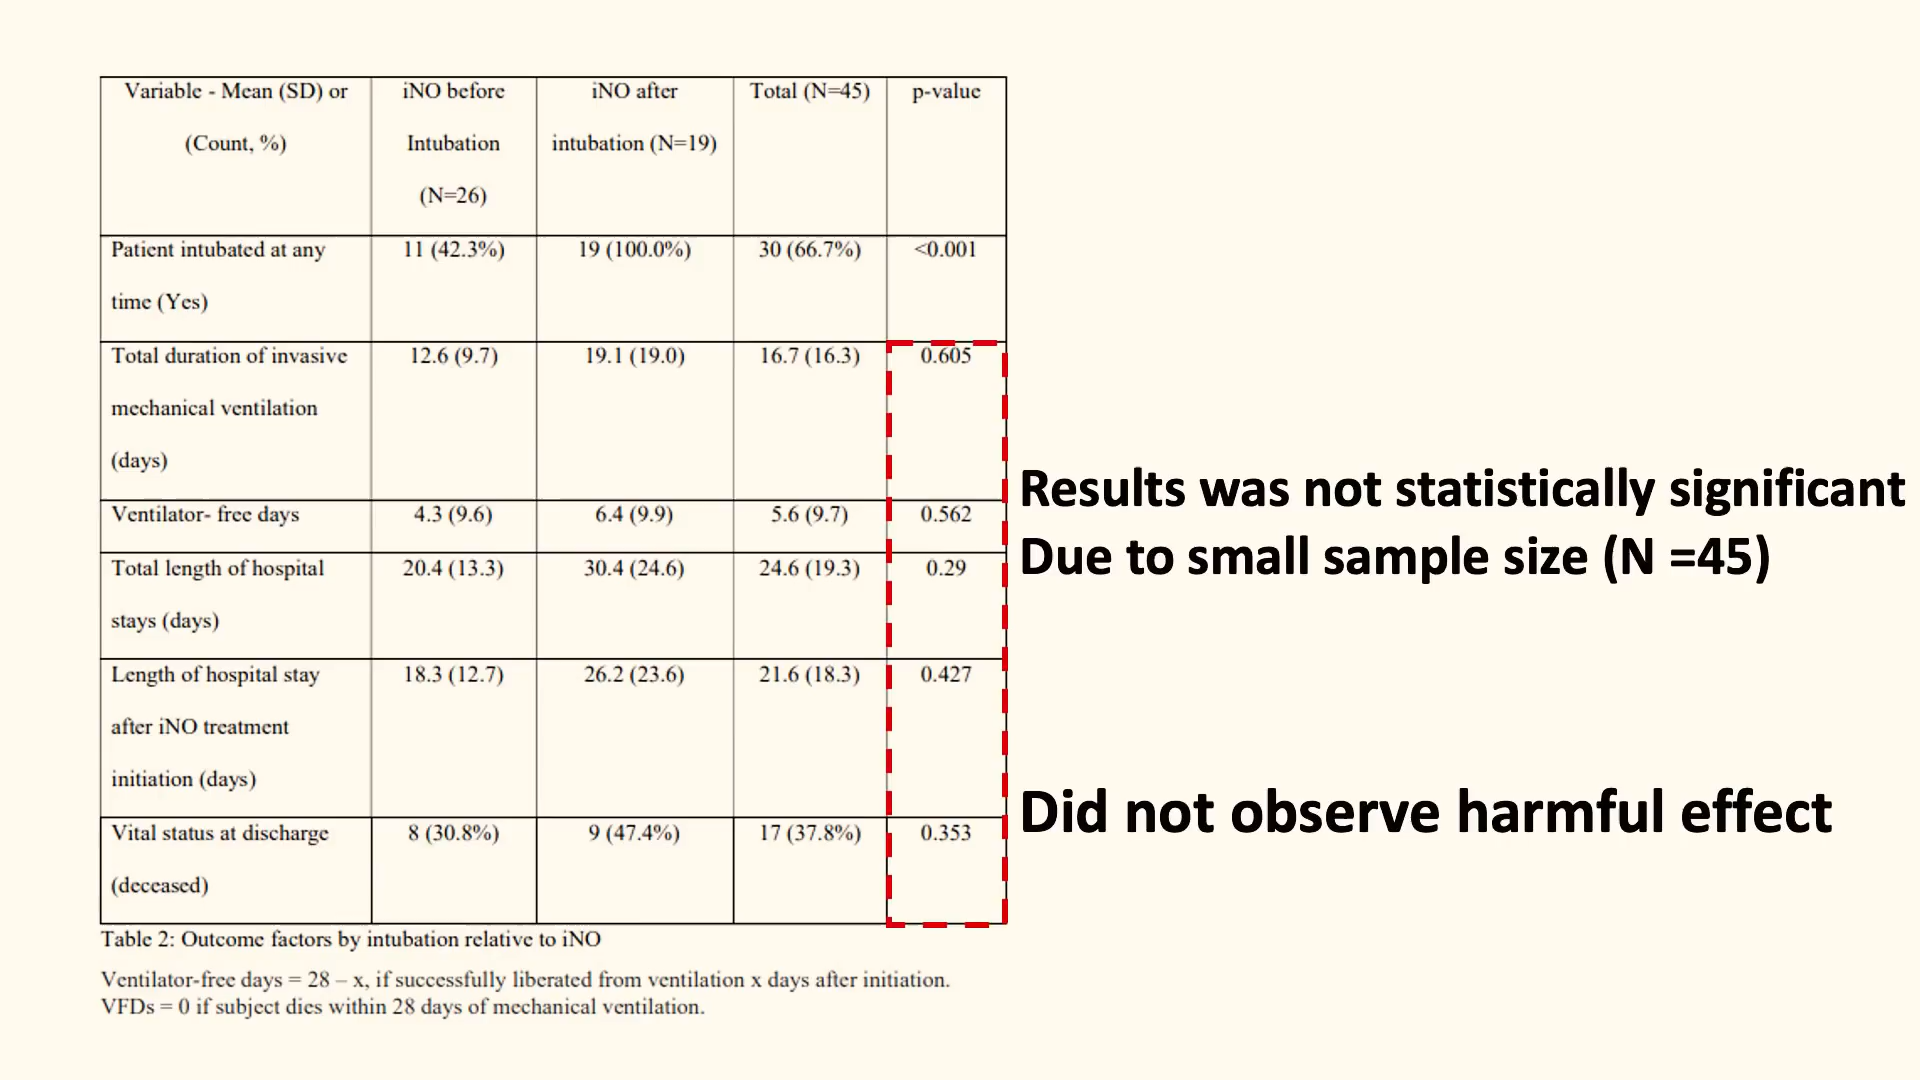 Variable - Mean (SD) or
(Count, %)
iNO before
Intubation
(N=26)
iNO after
intubation (N=19)
Total (N=45)
p-value
Patient intubated at any
time (Yes)
11 (42.3%)
19 (100.0%)
30 (66.7%)
<0.001
Total duration of invasive
mechanical ventilation
(days)
12.6 (9.7)
19.1 (19.0)
16.7 (16.3)
0.605
Ventilator- free days
4.3 (9.6)
6.4 (9.9)
5.6 (9.7)
0.562
Total length of hospital
stays (days)
20.4 (13.3)
30.4 (24.6)
24.6 (19.3)
0.29
Length of hospital stay
after iNO treatment
initiation (days)
18.3 (12.7)
26.2 (23.6)
21.6 (18.3)
0.427
Vital status at discharge
(deceased)
8 (30.8%)
9 (47.4%)
17 (37.8%)
0.353
Table 2: Outcome factors by intubation relative to iNO
Ventilator-free days = 28 – x, if successfully liberated from ventilation x days after initiation.
VFDs = 0 if subject dies within 28 days of mechanical ventilation.
Results was not statistically significant
Due to small sample size (N =45)
Did not observe harmful effect